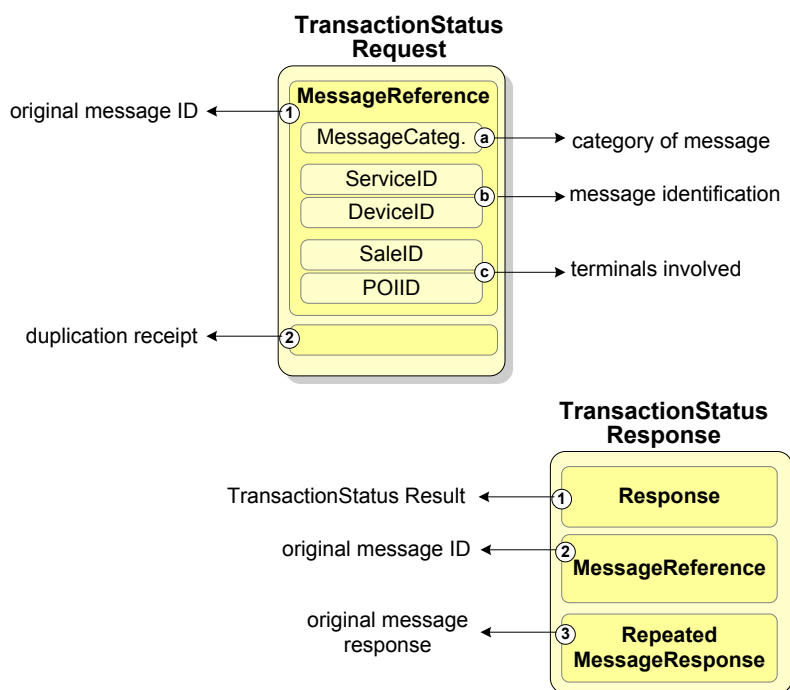 TransactionStatus
Request
MessageReference
original message ID
1
MessageCateg.
a
category of message
ServiceID
b
message identification
DeviceID
SaleID
c
terminals involved
POIID
duplication receipt
2
TransactionStatus
Response
TransactionStatus Result
1
Response
original message ID
2
MessageReference
original message
response
3
Repeated
MessageResponse